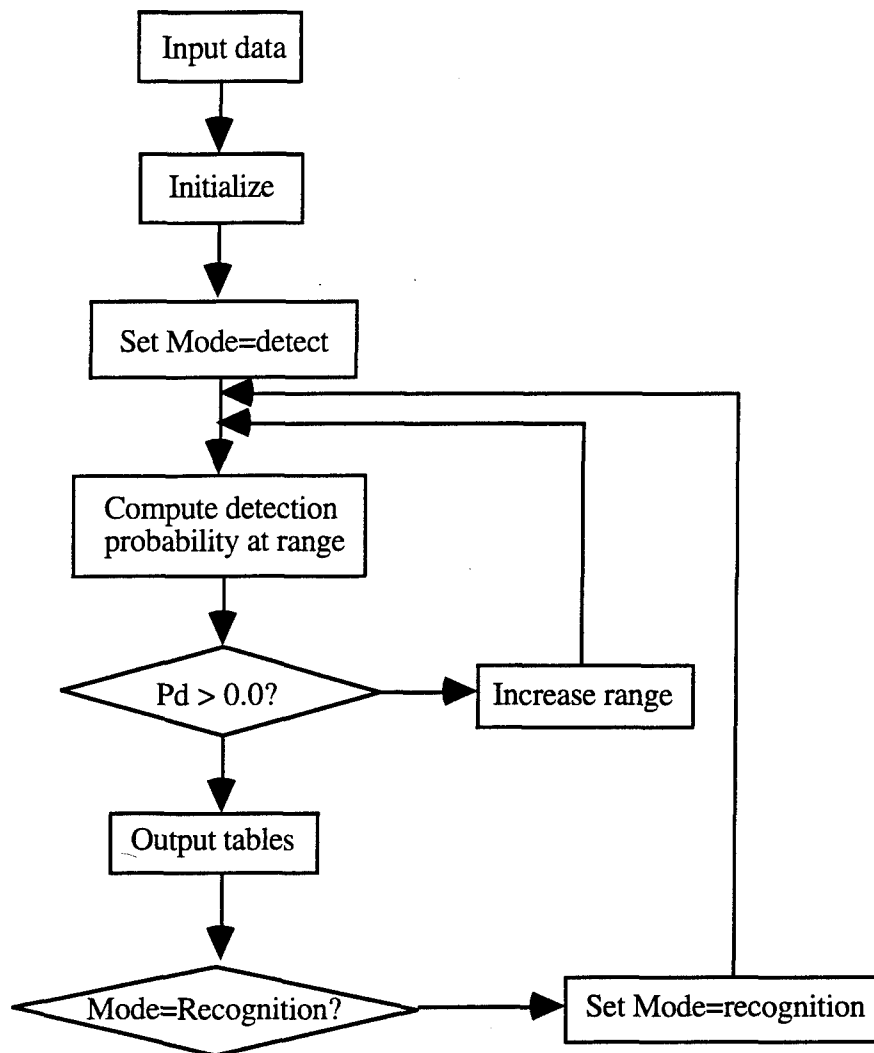 Input data
Initialize
Set Mode=detect
Compute detection
probability at range
Pd > 0.0?
Increase range
Output tables
Mode=Recognition?
Set Mode=recognition